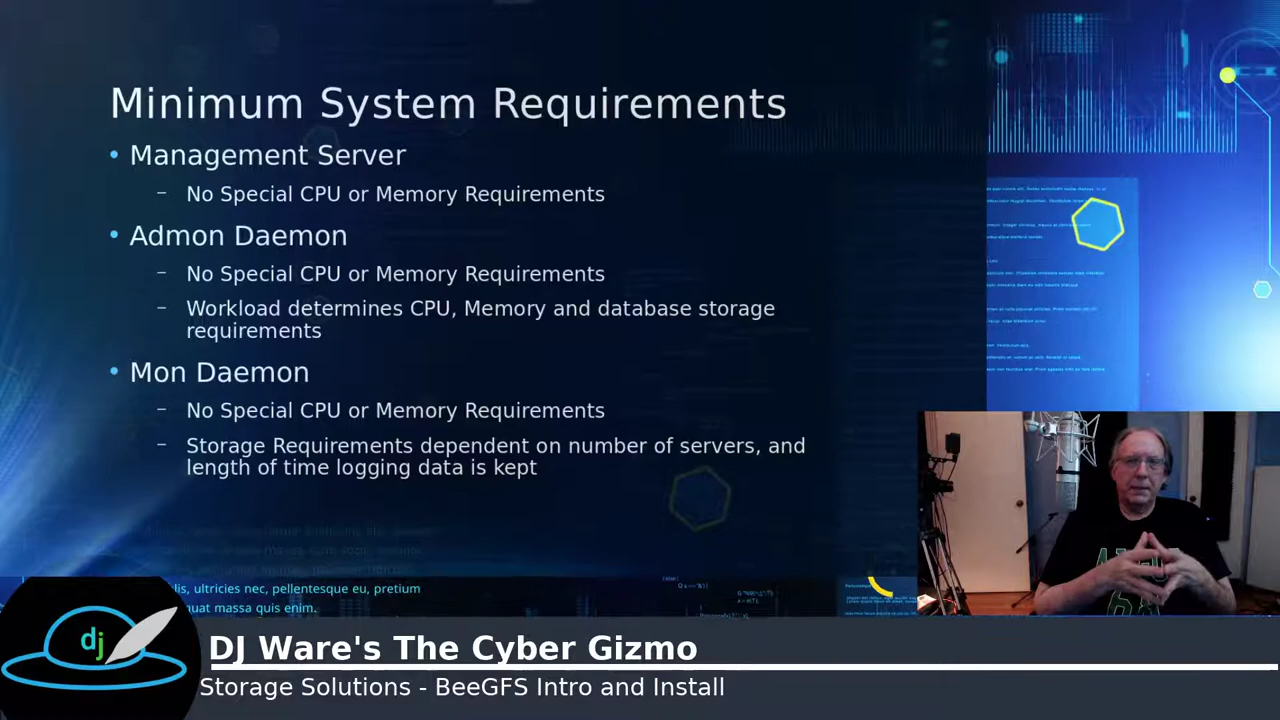 Minimum System Requirements
• Management Server
– No Special CPU or Memory Requirements
• Admon Daemon
– No Special CPU or Memory Requirements
– Workload determines CPU, Memory and database storage
requirements
• Mon Daemon
– No Special CPU or Memory Requirements
– Storage Requirements dependent on number of servers, and
length of time logging data is kept
lis, ultricies nec, pellentesque eu, pretium
quat massa quis enim.
dj
DJ Ware's The Cyber Gizmo
Storage Solutions - BeeGFS Intro and Install